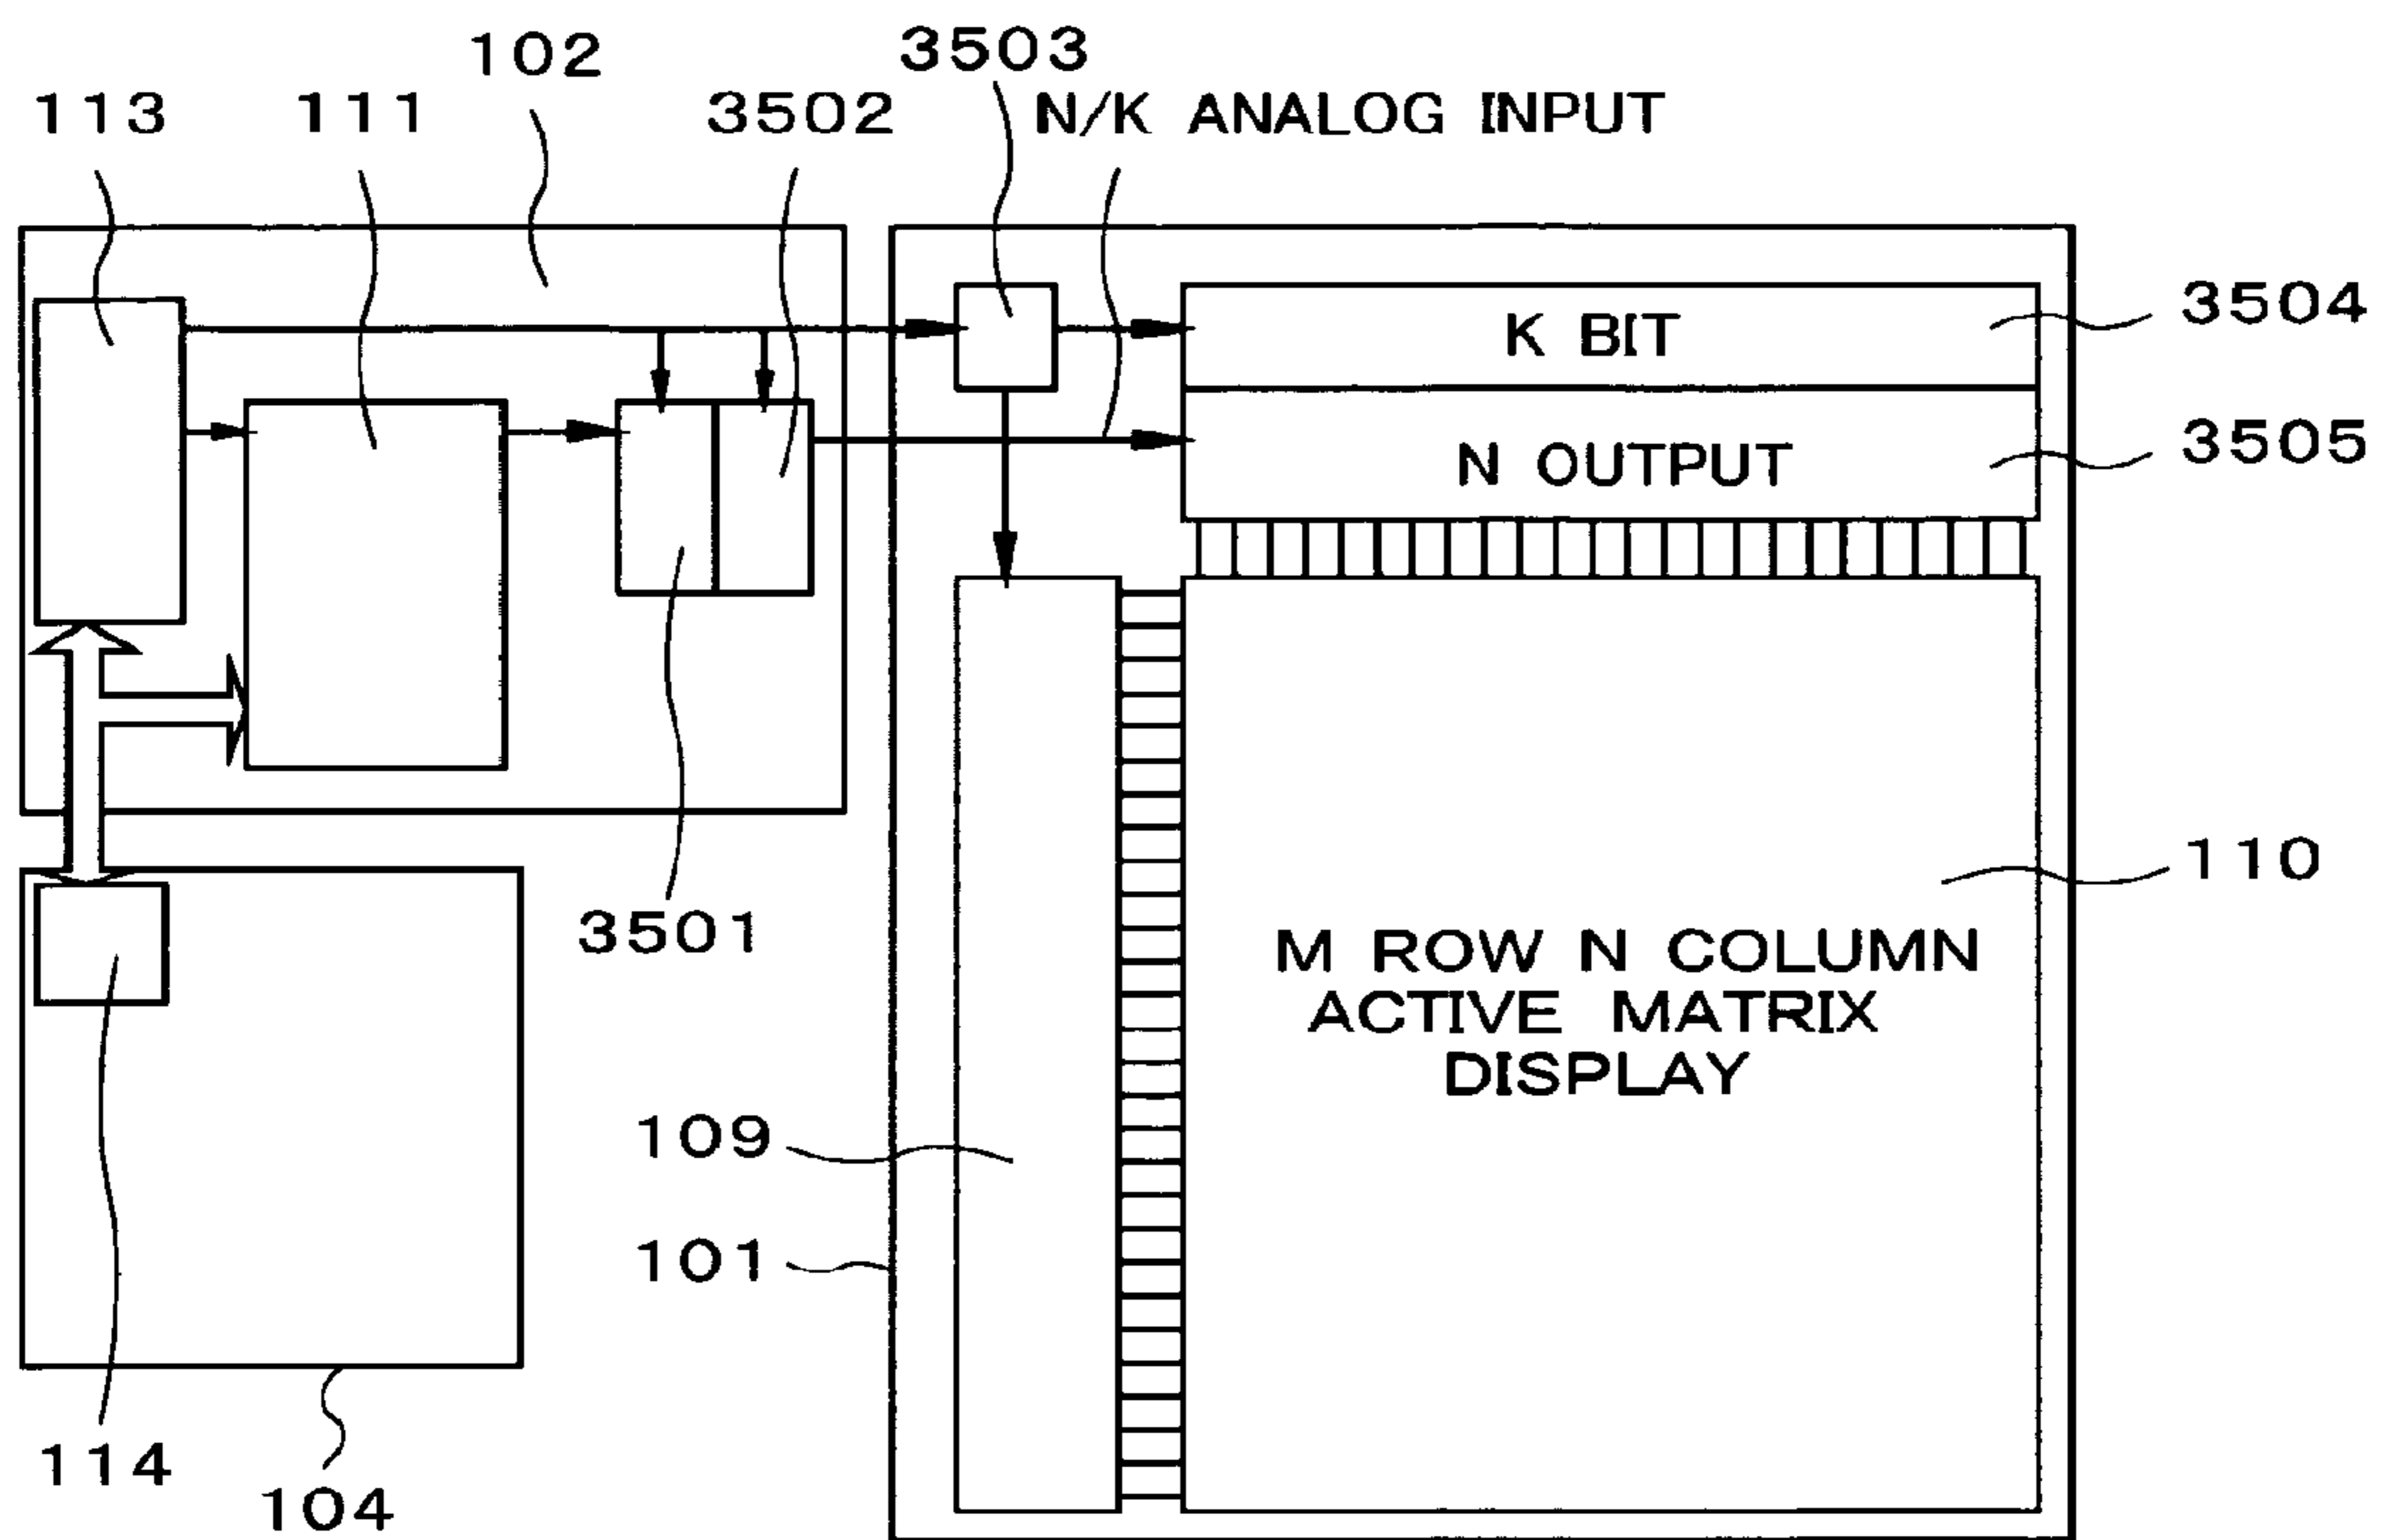 102
3503
113
111
3502
N/K ANALOG INPUT
3504
K BIT
3505
N OUTPUT
110
3501
M ROW N COLUMN
ACTIVE MATRIX
DISPLAY
109
101
114
104